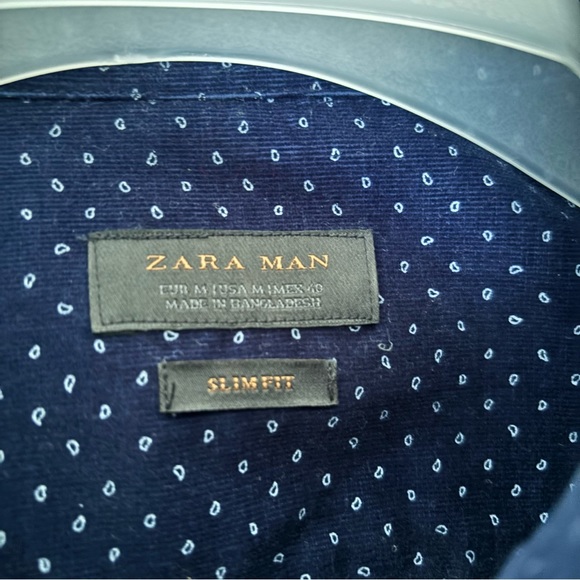 ZARA MAN
EUR M | USA M | MEX 40
MADE IN BANGLADESH
SLIM FIT